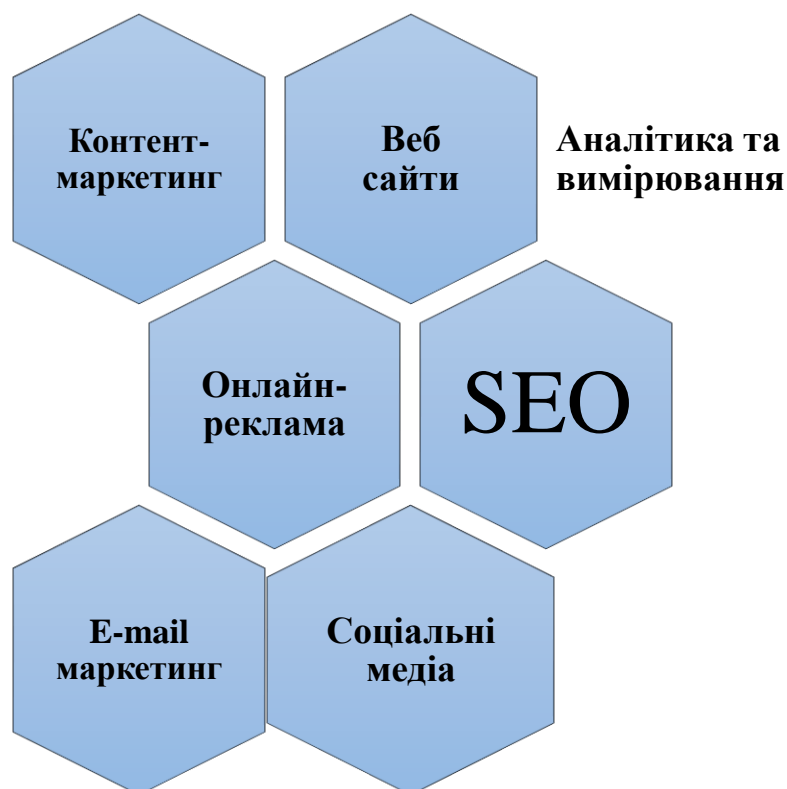 Контент-
маркетинг
Веб
сайти
Аналітика та
вимірювання
Онлайн-
реклама
SEO
E-mail
маркетинг
Соціальні
медіа